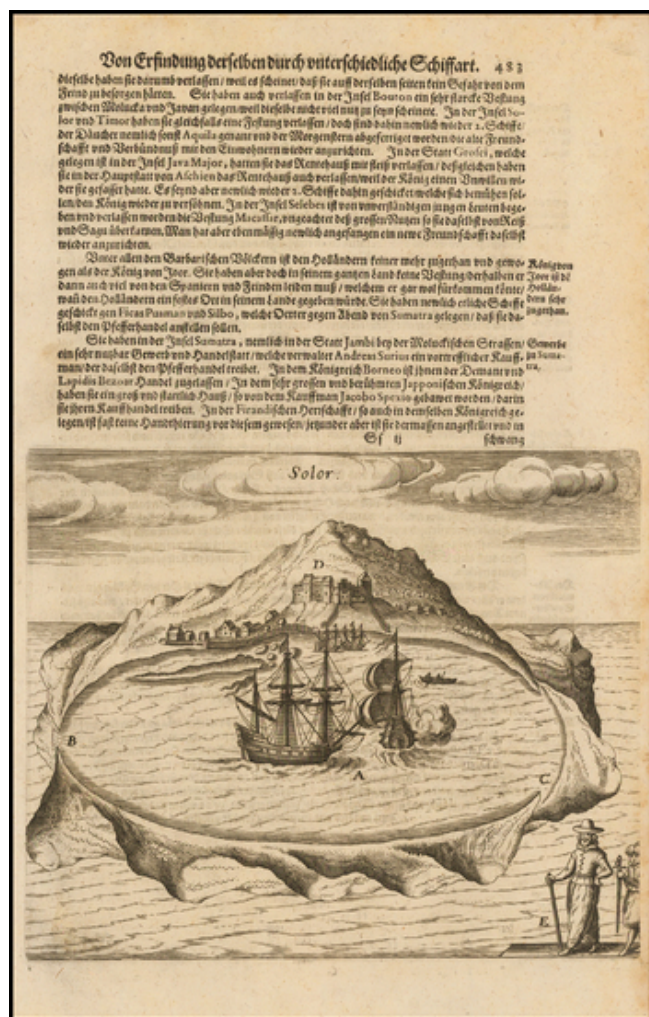 Von Erfindung derselben durch vnterschiedliche Schiffart. 483
dieselbe haben sie darumb verlassen / weil es scheinet / daß sie auff derselben seiten kein Gefahr von dem
Feind zu besorgen hätten. Sie haben auch verlassen in der Insel Bouton ein sehr starcke Vestung
zwischen Molucka vnd Javan gelegen weil dieselbe nicht viel nutz zu seyn scheinete. In der Insel So-
lor vnd Timor haben sie gleichfalls eine Festung verlassen / doch sind dahin newlich wieder 2. Schiffe /
der Däucher nemlich sonst Aquila genant vnd der Morgenstern abgefertiget worden die alte Freund-
schafft vnd Verbündnuß mit den Einwohnern wieder anzurichten. In der Statt welche
gelegen ist in der Insel Java Major, hatten sie das Rentehauß mit fleiß verlassen / deßgleichen haben
sie in der Hauptstatt von Aschien das Rentehauß auch verlassen / weil der König einen Vnwillen wi-
der sie gefasset hatte. Es seynd aber newlich wieder 2. Schiffe dahin geschicket welche sich bemühen sol-
len / den König wieder zu versöhnen. In der Insel Selebes ist von vnverständigen jungen Leuten bege-
ben vnd verlassen worden die Vestung vngeachtet deß grossen Nutzen so sie daselbst von Reiß
vnd Sagu überkamen. Man hat aber ebenmässig newlich angefangen ein newe Freundschafft daselbst
wieder anzurichten.
Vnter allen den Barbarischen Völckern ist den Holländern keiner mehr zugethan vnd gewo-
gen als der König von Joor. Sie haben aber doch in seinem gantzen Land keine Vestung / derhalben er
dann auch viel von den Spaniern vnd Feinden leiden muß / welchem er gar wol fürkommen könte /
wañ den Holländern ein festes Ort in seinem Lande gegeben würde. Sie haben newlich etliche Schiffe
geschickt gen Ficas Pusman vnd Silbo, welche Oerter gegen Abend von Sumatra gelegen / daß sie da-
selbst den Pfefferhandel anstellen sollen.
König von
Joor ist dē
Hollän-
dern sehr
zugethan.
Sie haben in der Insel Sumatra, nemlich in der Statt Jambi bey der Moluckischen Strassen /
ein sehr nutzbar Gewerb vnd Handelstatt / welche verwaltet Andreas Surius ein vortrefflicher Kauff-
man / der daselbst den Pfefferhandel treibet. In dem Königreich Borneo ist jhnen der Demant vnd
Lapidis Bezoar Handel zugelassen / In dem sehr grossen vnd berühmten Japponischen Königreich /
haben sie ein groß vnd stattlich Hauß / so von dem Kauffman Jacobo Spexio gebawet worden / darin
sie jhren Kauffhandel treiben. In der Firandischen Herrschafft / so auch in demselben Königreich ge-
legen / ist fast keine Handthierung vor diesem gewesen / jetzunder aber ist sie dermaßen angestellet vnd in
Gewerbe
zu Suma-
tra.
Sſ ij schwang
Solor.
D
B
A
C
E